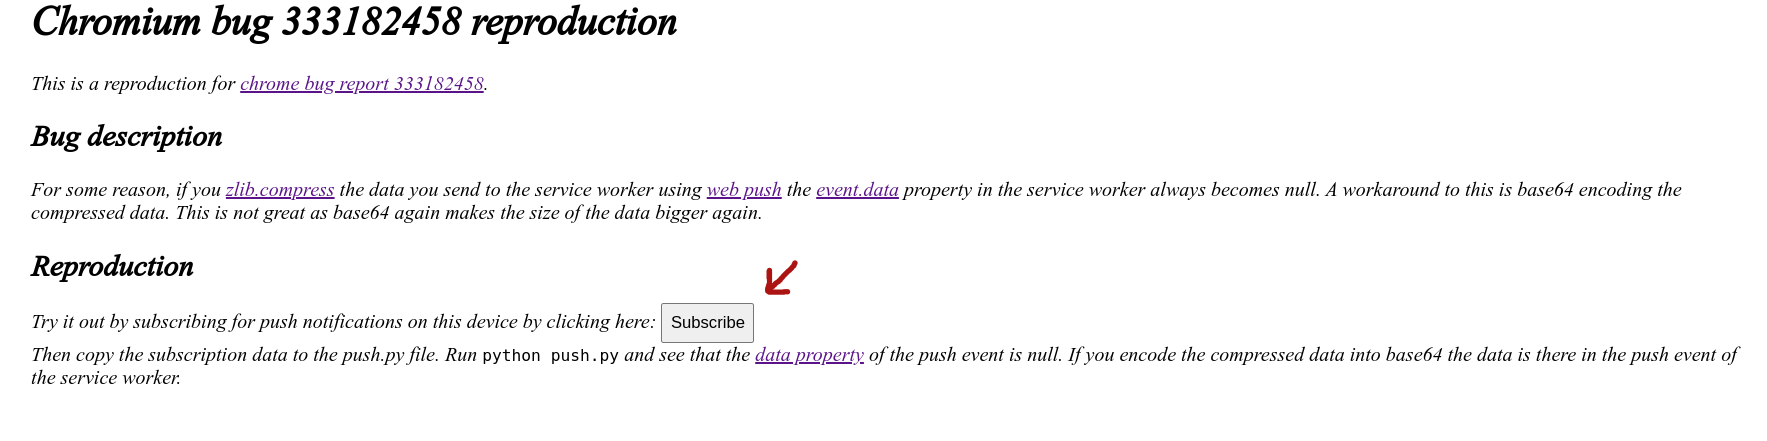 Chromium bug 333182458 reproduction
This is a reproduction for chrome bug report 333182458.
Bug description
For some reason, if you zlib.compress the data you send to the service worker using web push the event.data property in the service worker always becomes null. A workaround to this is base64 encoding the
compressed data. This is not great as base64 again makes the size of the data bigger again.
Reproduction
Try it out by subscribing for push notifications on this device by clicking here: Subscribe
Then copy the subscription data to the push.py file. Run python push.py and see that the data property of the push event is null. If you encode the compressed data into base64 the data is there in the push event of
the service worker.